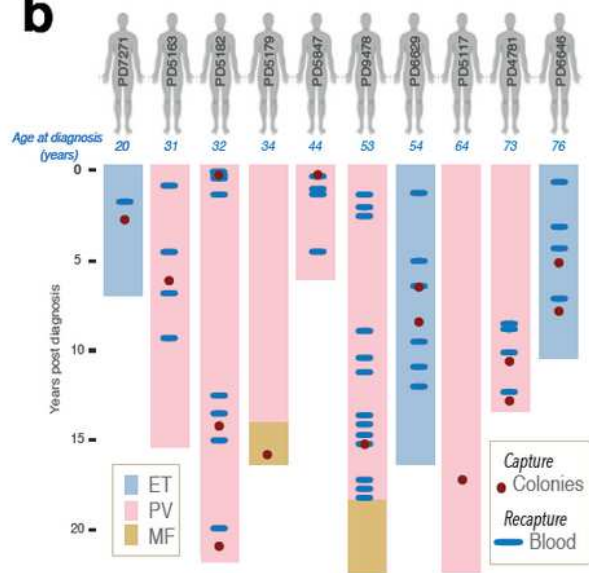 b
PD7271 PD5163 PD5182 PD5179 PD5847 PD9478 PD6629 PD5117 PD4781 PD6646
Age at diagnosis
(years)
20 31 32 34 44 53 54 64 73 76
0
5
10
15
20
Years post diagnosis
ET
PV
MF
Capture
Colonies
Recapture
Blood